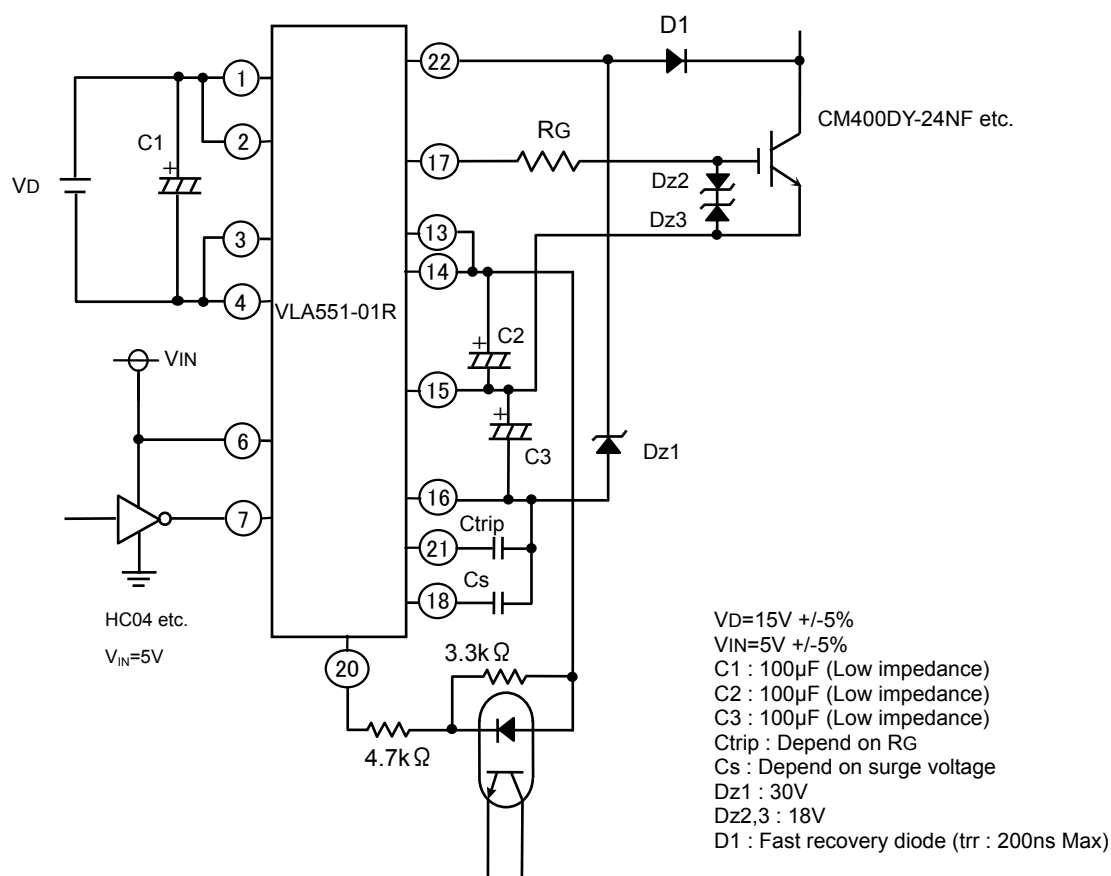 D1
22
1
CM400DY-24NF etc.
C1
+
2
RG
17
Dz2
VD
Dz3
13
3
14
4
VLA551-01R
C2
+
VIN
15
+
6
C3
Dz1
16
7
Ctrip
21
Cs
18
HC04 etc.
VIN=5V
20
3.3kΩ
4.7kΩ
VD=15V +/-5%
VIN=5V +/-5%
C1 : 100µF (Low impedance)
C2 : 100µF (Low impedance)
C3 : 100µF (Low impedance)
Ctrip : Depend on RG
Cs : Depend on surge voltage
Dz1 : 30V
Dz2,3 : 18V
D1 : Fast recovery diode (trr : 200ns Max)